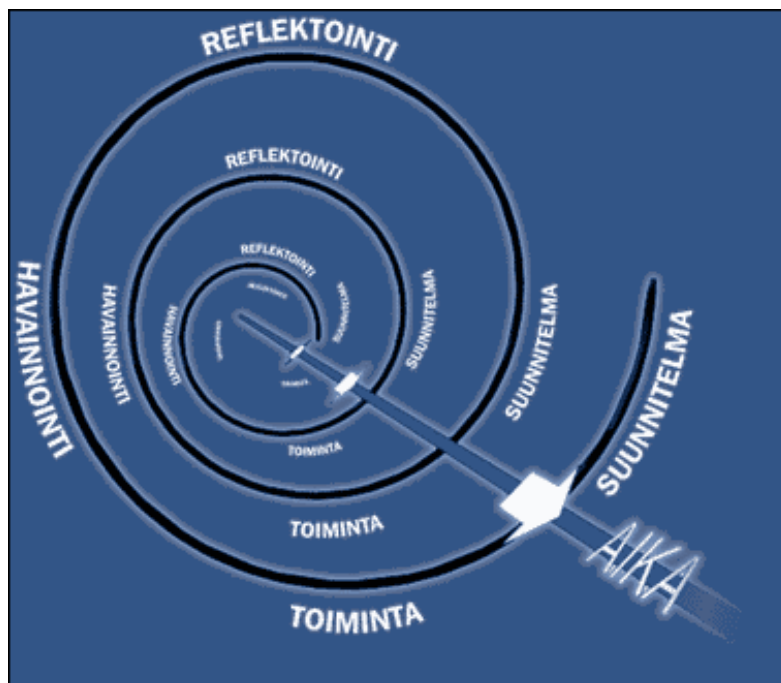 REFLEKTOINTI
REFLEKTOINTI
REFLEKTOINTI
SUUNNITELMA
HAVAINNOINTI
HAVAINNOINTI
HAVAINNOINTI
SUUNNITELMA
SUUNNITELMA
SUUNNITELMA
TOIMINTA
TOIMINTA
TOIMINTA
AIKA